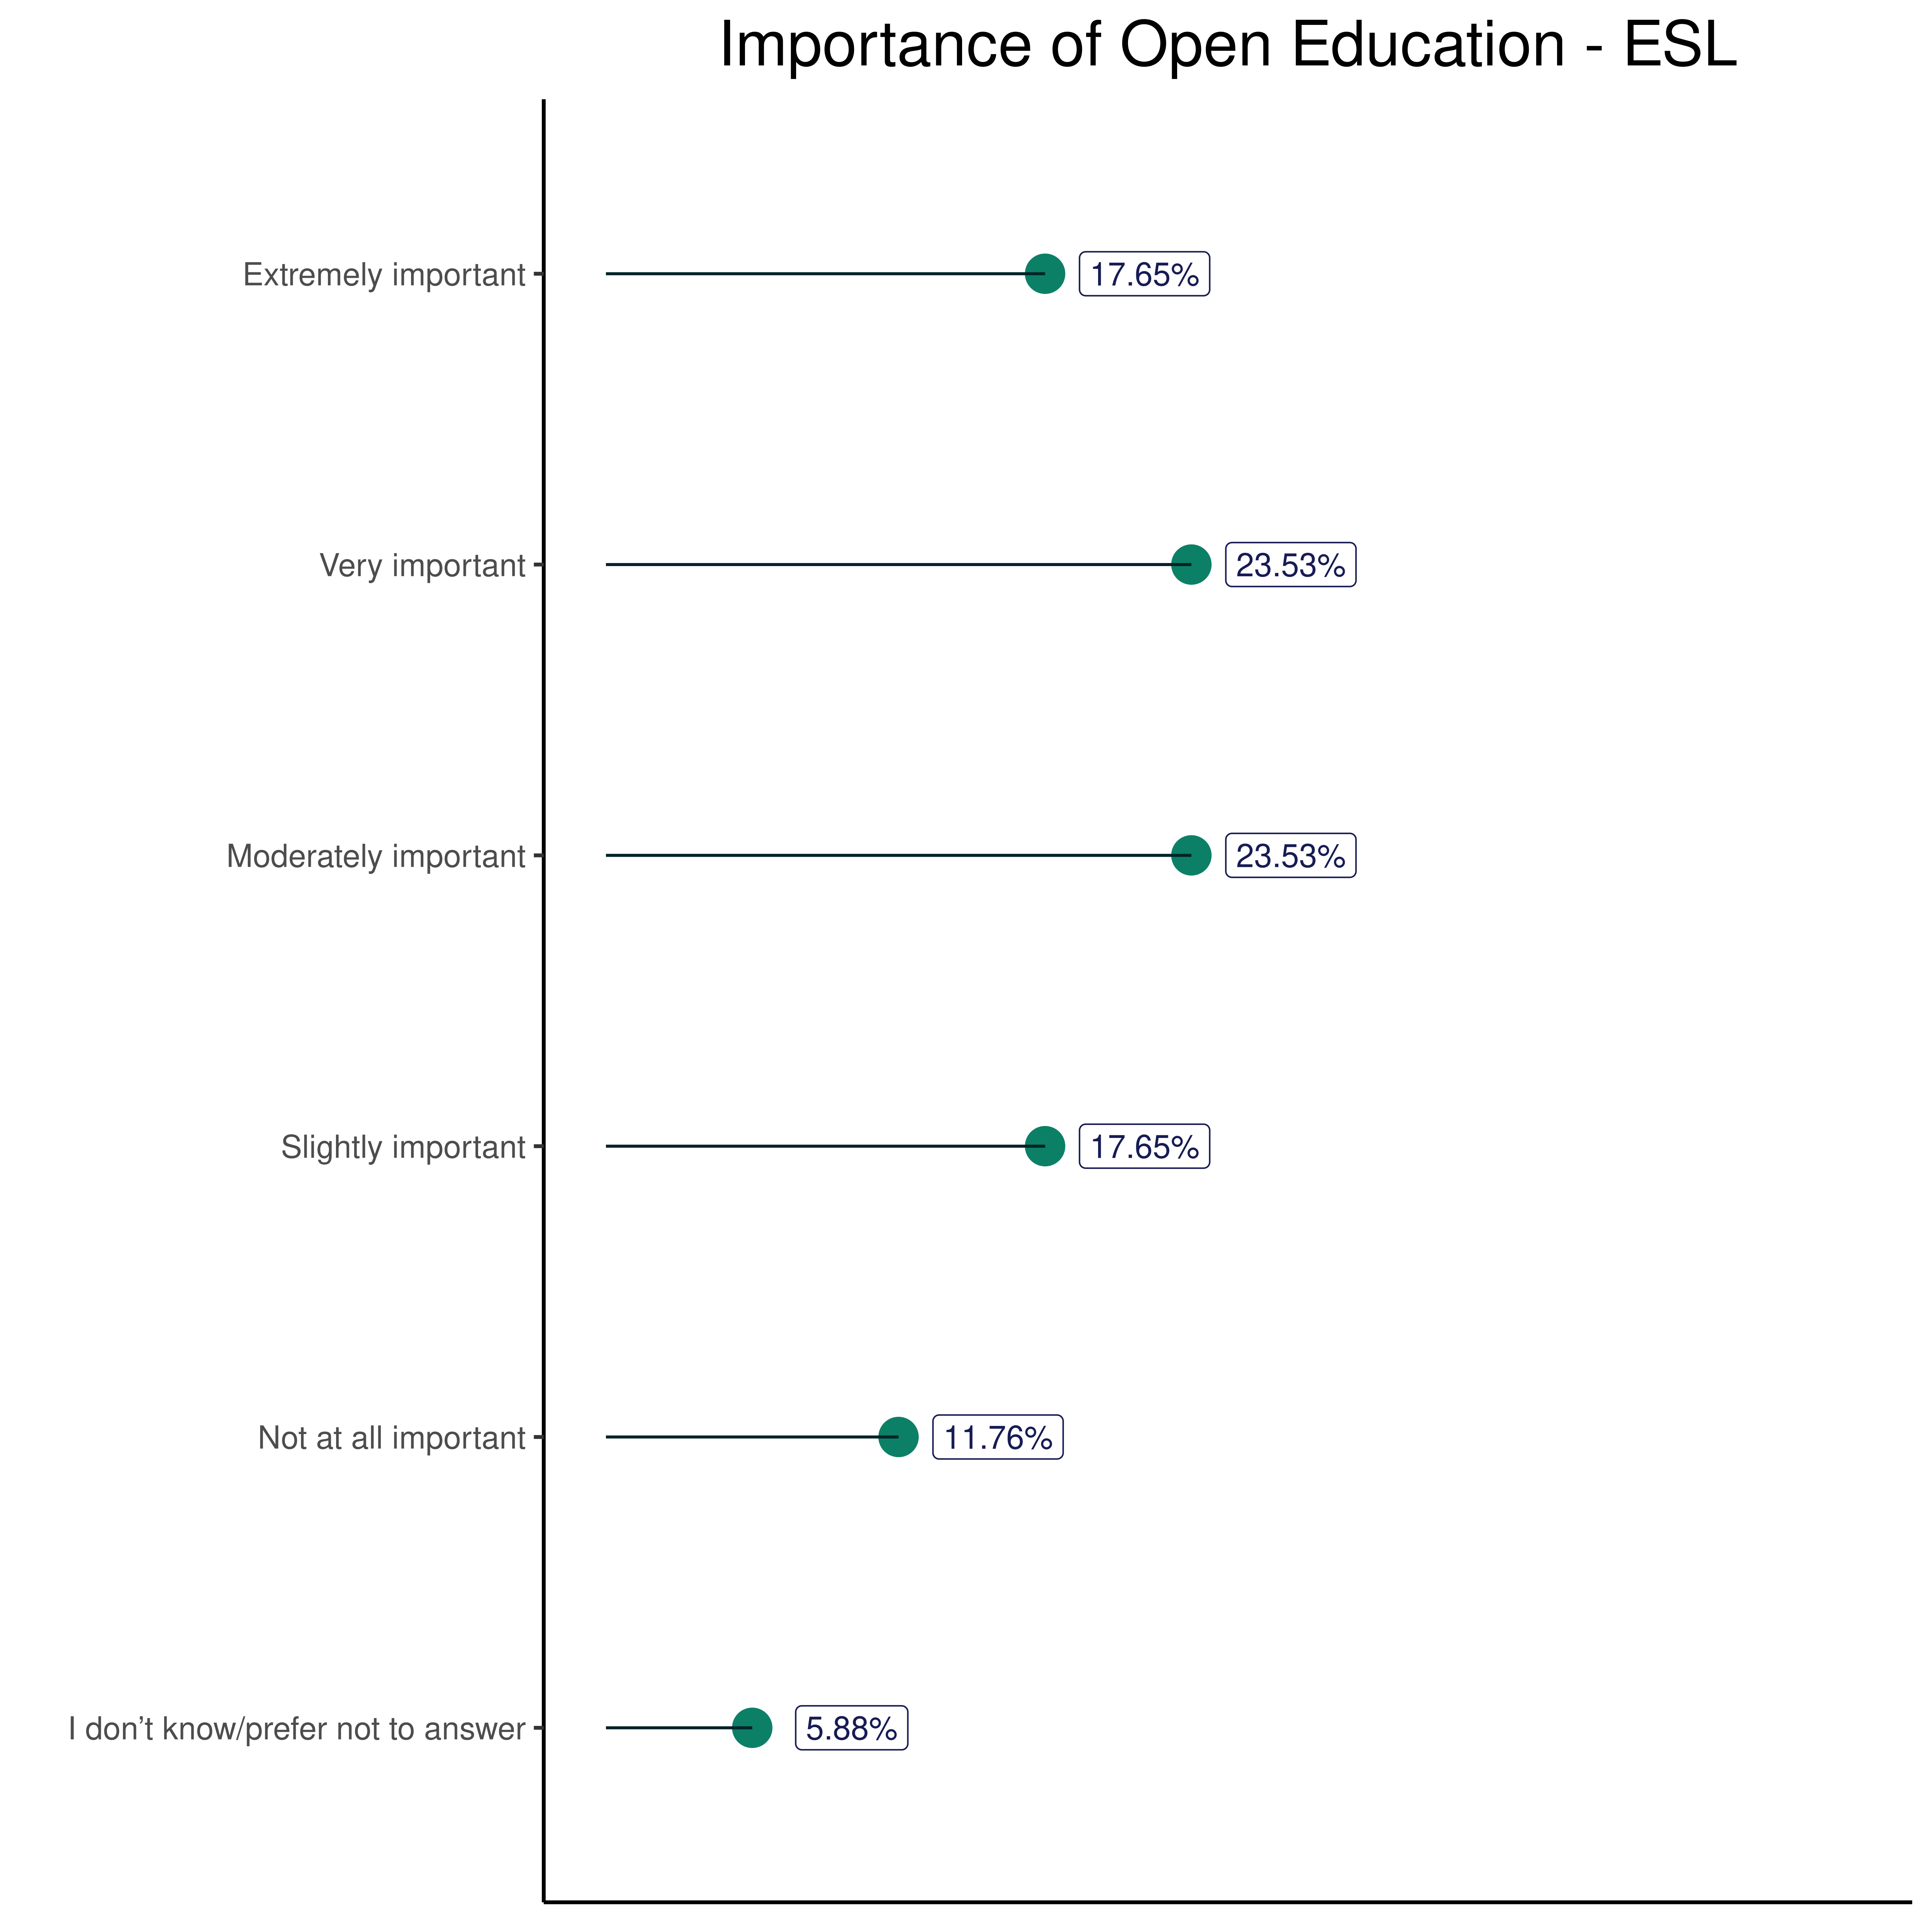 Importance of Open Education - ESL
Extremely important
17.65%
Very important
23.53%
Moderately important
23.53%
Slightly important
17.65%
Not at all important
11.76%
I don’t know/prefer not to answer
5.88%